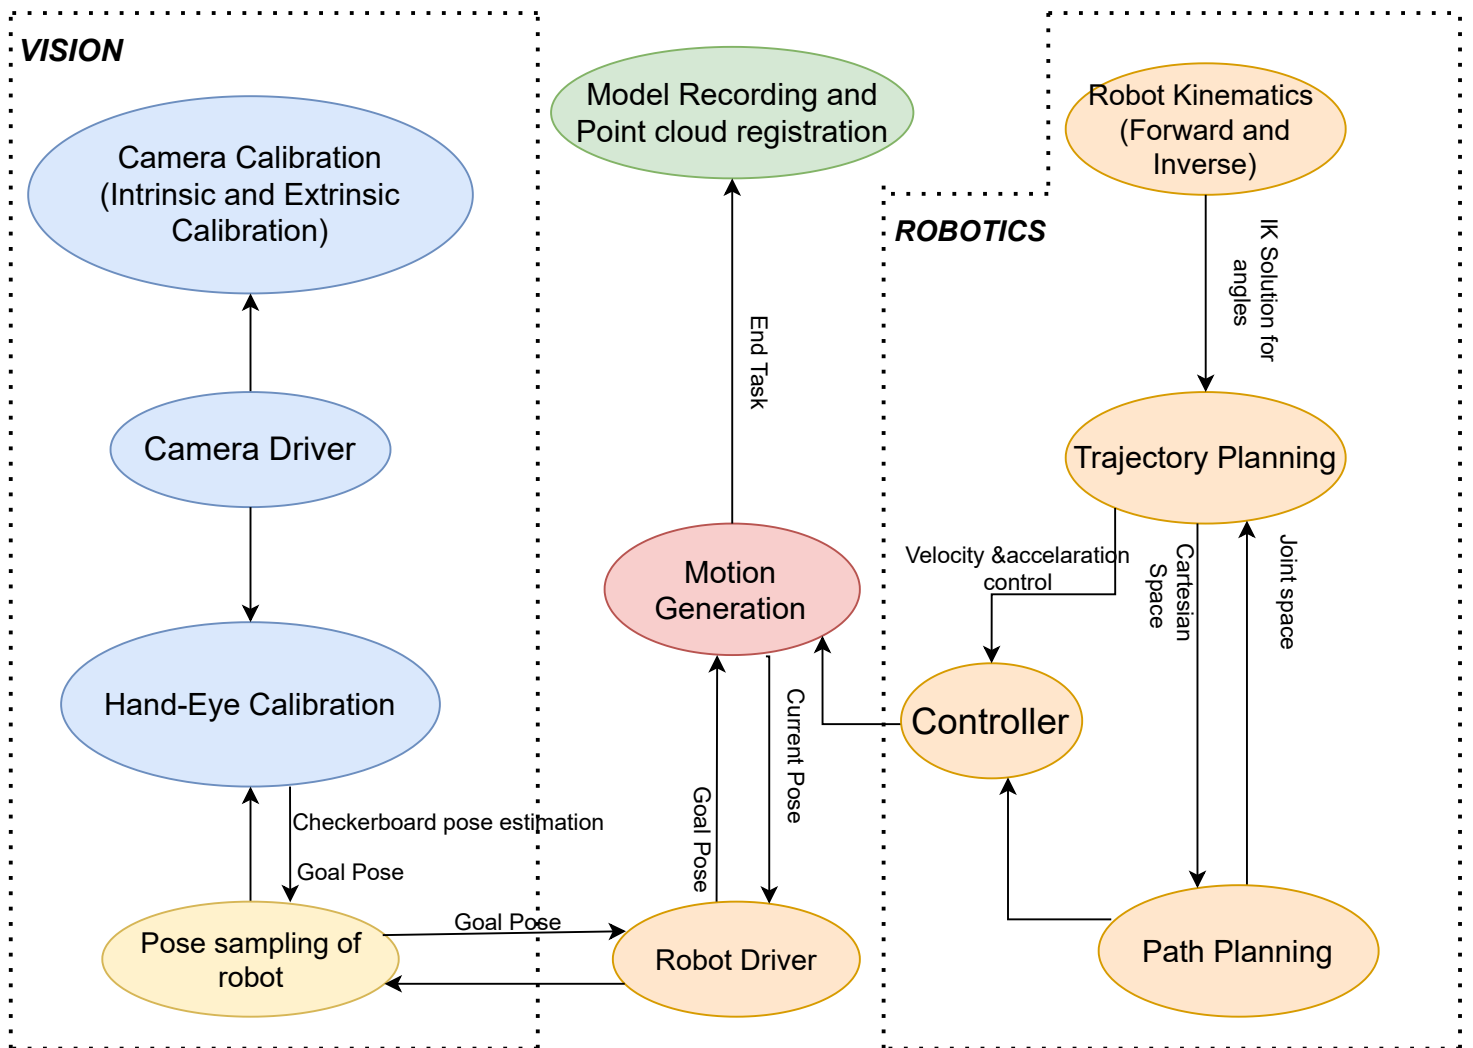 VISION
Camera Calibration
(Intrinsic and Extrinsic
Calibration)
Camera Driver
Hand-Eye Calibration
Checkerboard pose estimation
Goal Pose
Pose sampling of
robot
Goal Pose
Model Recording and
Point cloud registration
End Task
Motion
Generation
Goal Pose
Current Pose
Robot Driver
ROBOTICS
Robot Kinematics
(Forward and
Inverse)
IK Solution for
angles
Trajectory Planning
Velocity &accelaration
control
Cartesian
Space
Joint space
Controller
Path Planning